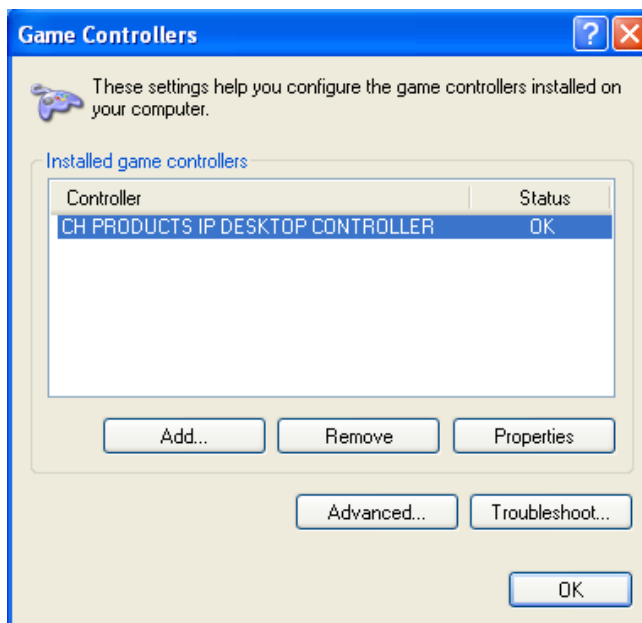 Game Controllers
?
These settings help you configure the game controllers installed on
your computer.
Installed game controllers
Controller Status
CH PRODUCTS IP DESKTOP CONTROLLER OK
Add... Remove Properties
Advanced... Troubleshoot...
OK